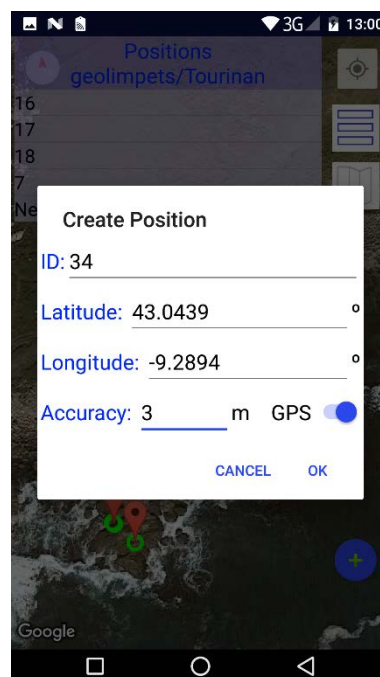 3G 13:00
Positions
geolimpets/Tourinan
16
17
18
7
Ne
Create Position
ID: 34
Latitude: 43.0439 º
Longitude: -9.2894 º
Accuracy: 3 m GPS
CANCEL OK
+
Google